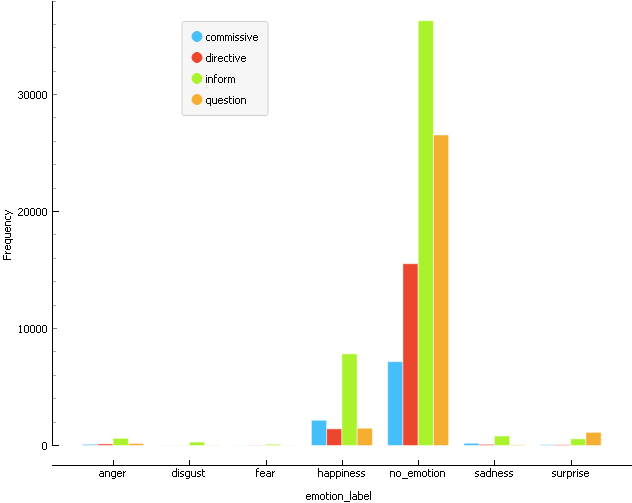 commissive
directive
inform
question
30000
20000
10000
0
Frequency
anger disgust fear happiness no_emotion sadness surprise
emotion_label